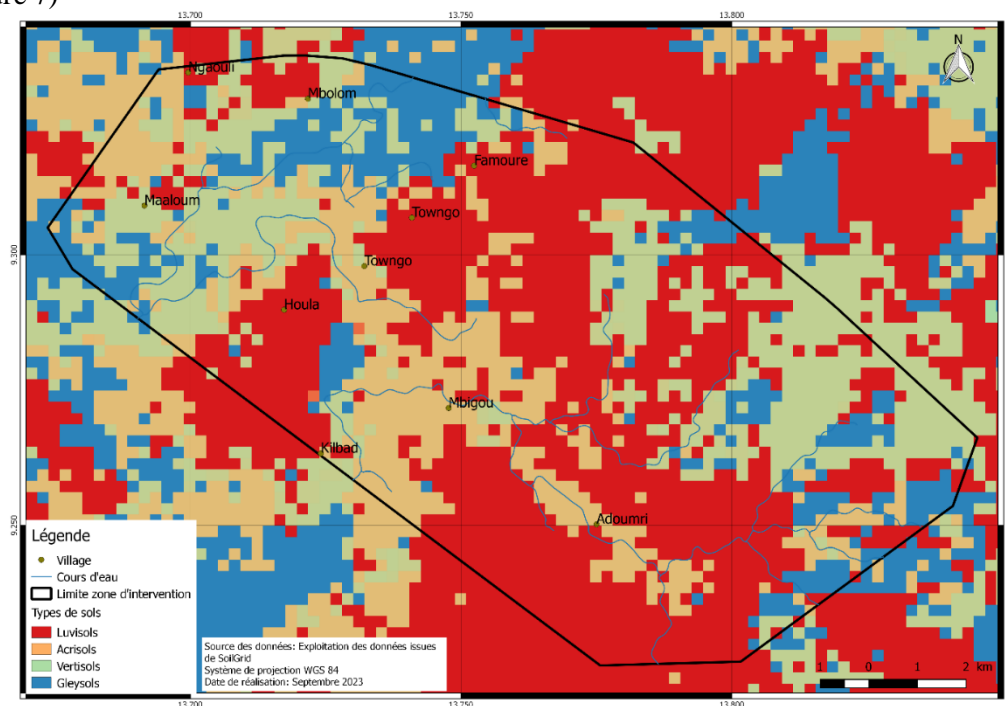 ure 7)
13.700 13.750 13.800
N
Ngaouli
Mbolom
Famoure
Maaloum
Towngo
9.300
Towngo
Houla
Mbigou
Kilbad
9.250
Adoumri
Légende
Village
Cours d'eau
Limite zone d'intervention
Types de sols
Luvisols
Acrisols
Vertisols
Gleysols
Source des données: Exploitation des données issues
de SoilGrid
Système de projection WGS 84
Date de réalisation: Septembre 2023
1 0 1 2 km
13.700 13.750 13.800